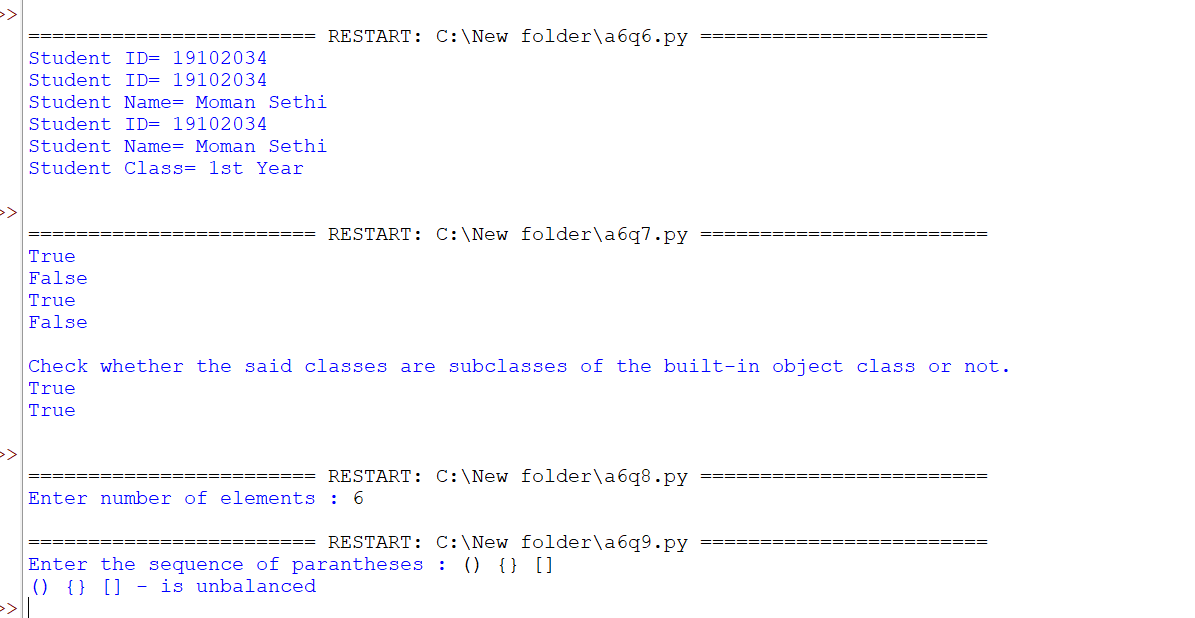 >>
======================== RESTART: C:\New folder\a6q6.py ========================
Student ID= 19102034
Student ID= 19102034
Student Name= Moman Sethi
Student ID= 19102034
Student Name= Moman Sethi
Student Class= 1st Year
>>
======================== RESTART: C:\New folder\a6q7.py ========================
True
False
True
False
Check whether the said classes are subclasses of the built-in object class or not.
True
True
>>
======================== RESTART: C:\New folder\a6q8.py ========================
Enter number of elements : 6
======================== RESTART: C:\New folder\a6q9.py ========================
Enter the sequence of parantheses : () {} []
() {} [] - is unbalanced
>>